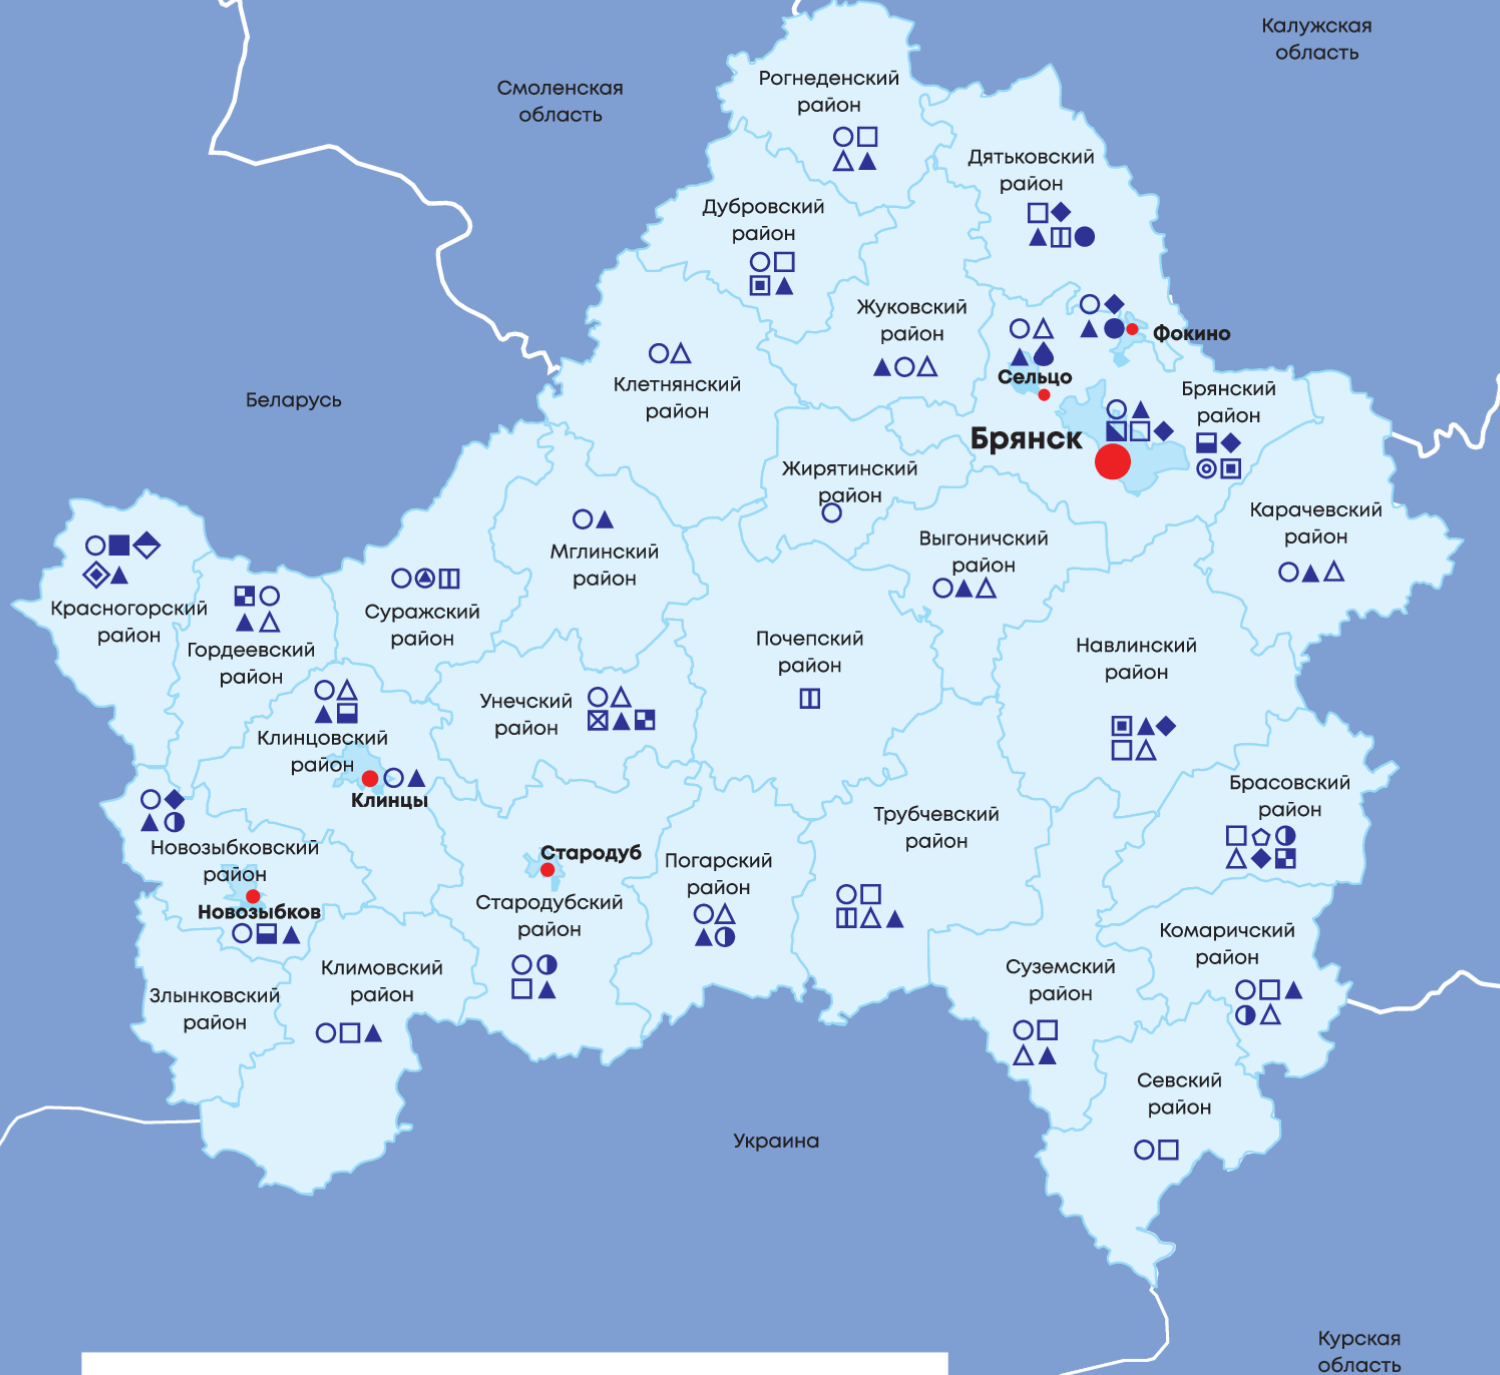 Калужская
область
Смоленская
область
Рогнеденский
район
Дятьковский
район
Дубровский
район
Жуковский
район
Фокино
Сельцо
Клетнянский
район
Беларусь
Брянский
район
Брянск
Жирятинский
район
Карачевский
район
Выгоничский
район
Мглинский
район
Красногорский
район
Суражский
район
Гордеевский
район
Почепский
район
Навлинский
район
Унечский
район
Клинцовский
район
Клинцы
Брасовский
район
Трубчевский
район
Новозыбковский
район
Новозыбков
Стародуб
Стародубский
район
Погарский
район
Комаричский
район
Суземский
район
Климовский
район
Злынковский
район
Севский
район
Украина
Курская
область